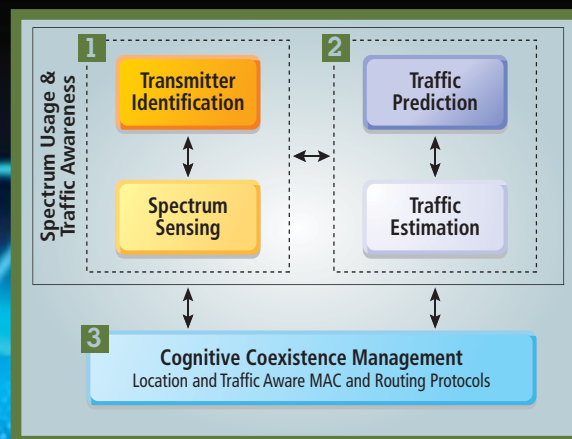 Spectrum Usage &
Traffic Awareness
1
Transmitter
Identification
Spectrum
Sensing
2
Traffic
Prediction
Traffic
Estimation
3
Cognitive Coexistence Management
Location and Traffic Aware MAC and Routing Protocols